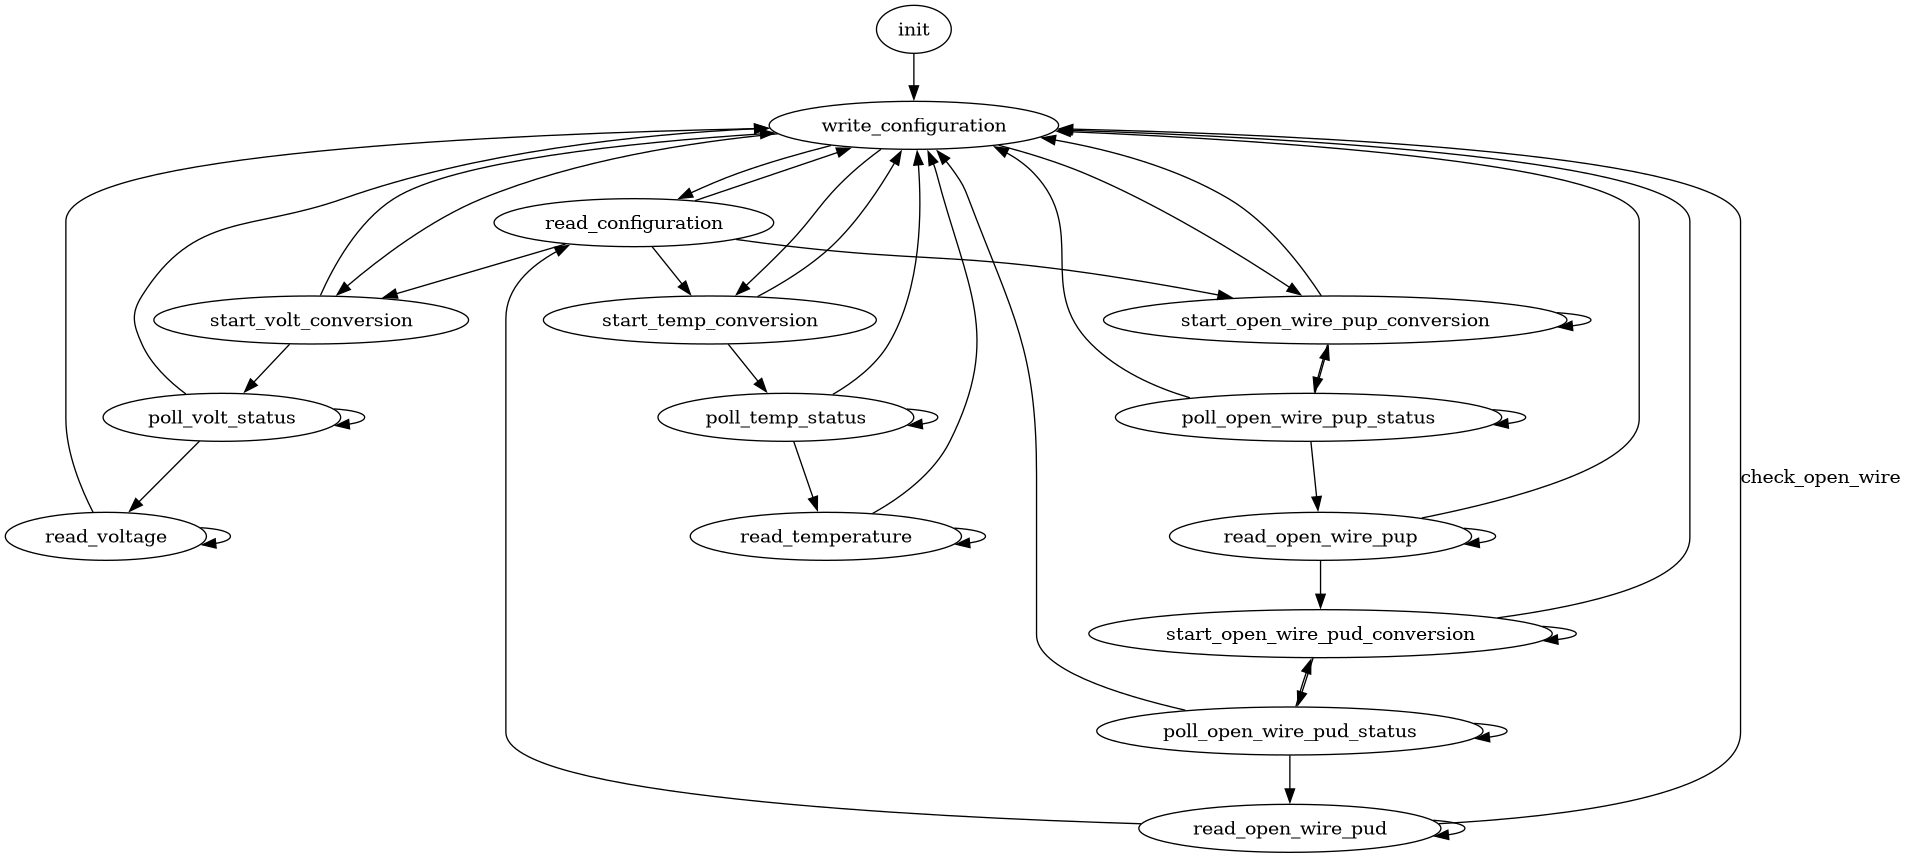 init
write_configuration
read_configuration
start_volt_conversion
start_temp_conversion
start_open_wire_pup_conversion
poll_volt_status
poll_temp_status
poll_open_wire_pup_status
check_open_wire
read_voltage
read_temperature
read_open_wire_pup
start_open_wire_pud_conversion
poll_open_wire_pud_status
read_open_wire_pud